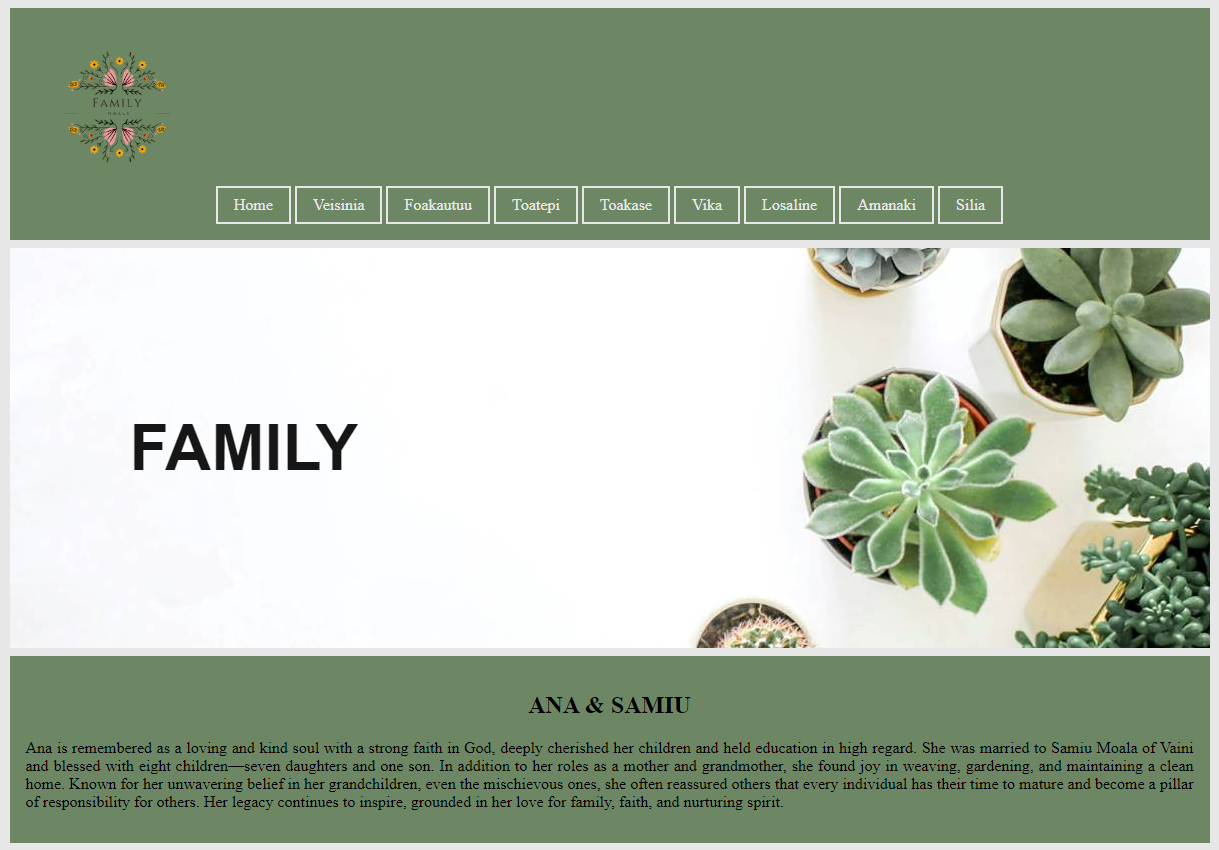 FAMILY
MOALA
Home Veisinia Foakautuu Toatepi Toakase Vika Losaline Amanaki Silia
FAMILY
ANA & SAMIU
Ana is remembered as a loving and kind soul with a strong faith in God, deeply cherished her children and held education in high regard. She was married to Samiu Moala of Vaini
and blessed with eight children—seven daughters and one son. In addition to her roles as a mother and grandmother, she found joy in weaving, gardening, and maintaining a clean
home. Known for her unwavering belief in her grandchildren, even the mischievous ones, she often reassured others that every individual has their time to mature and become a pillar
of responsibility for others. Her legacy continues to inspire, grounded in her love for family, faith, and nurturing spirit.